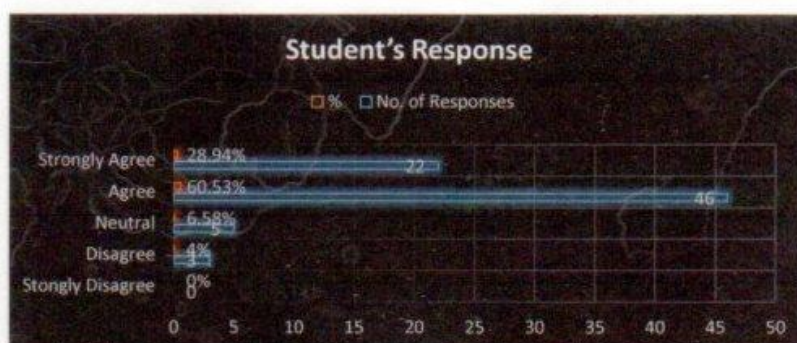 Student's Response
% No. of Responses
Strongly Agree 28.94%
22
Agree 60.53%
46
Neutral 6.58%
5
Disagree 4%
3
Stongly Disagree 0%
0
0 5 10 15 20 25 30 35 40 45 50